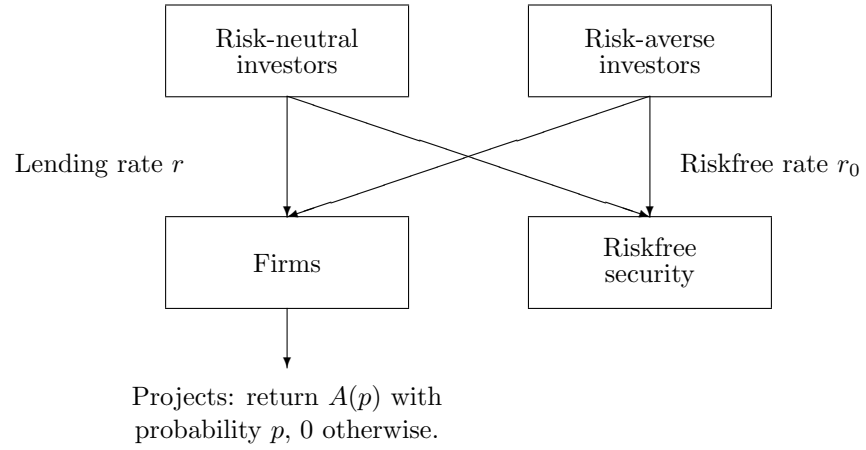 Risk-neutral
investors
Risk-averse
investors
Lending rate r
Riskfree rate r₀
Firms
Riskfree
security
Projects: return A(p) with
probability p, 0 otherwise.